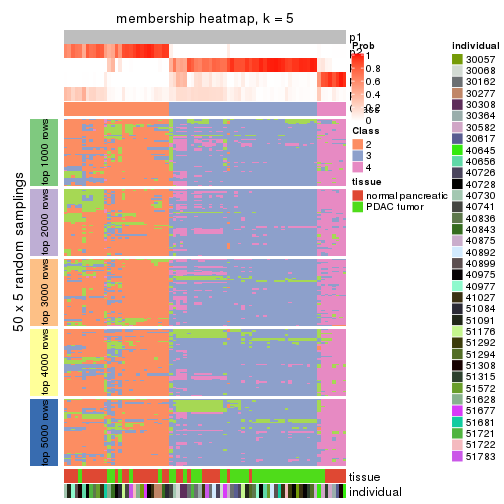 membership heatmap, k = 5
p1
Prob
1
0.8
0.6
0.4
0.2
0
Class
2
3
4
tissue
normal pancreatic
PDAC tumor
individual
30057
30068
30162
30277
30308
30364
30582
30617
40645
40656
40726
40728
40730
40741
40836
40843
40875
40892
40899
40975
40977
41027
51084
51091
51176
51292
51294
51308
51315
51572
51628
51677
51681
51721
51722
51783
50 x 5 random samplings
top 1000 rows
top 2000 rows
top 3000 rows
top 4000 rows
top 5000 rows
tissue
individual